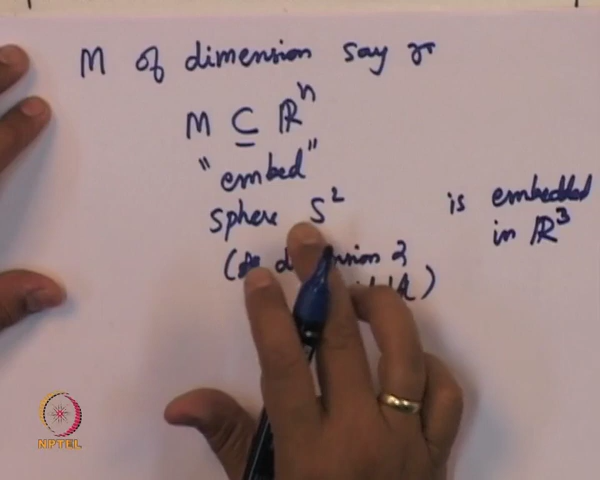 M of dimension say r
M ⊆ ℝⁿ
"embed"
sphere S² is embedded in ℝ³
( dimension 2
)
NPTEL